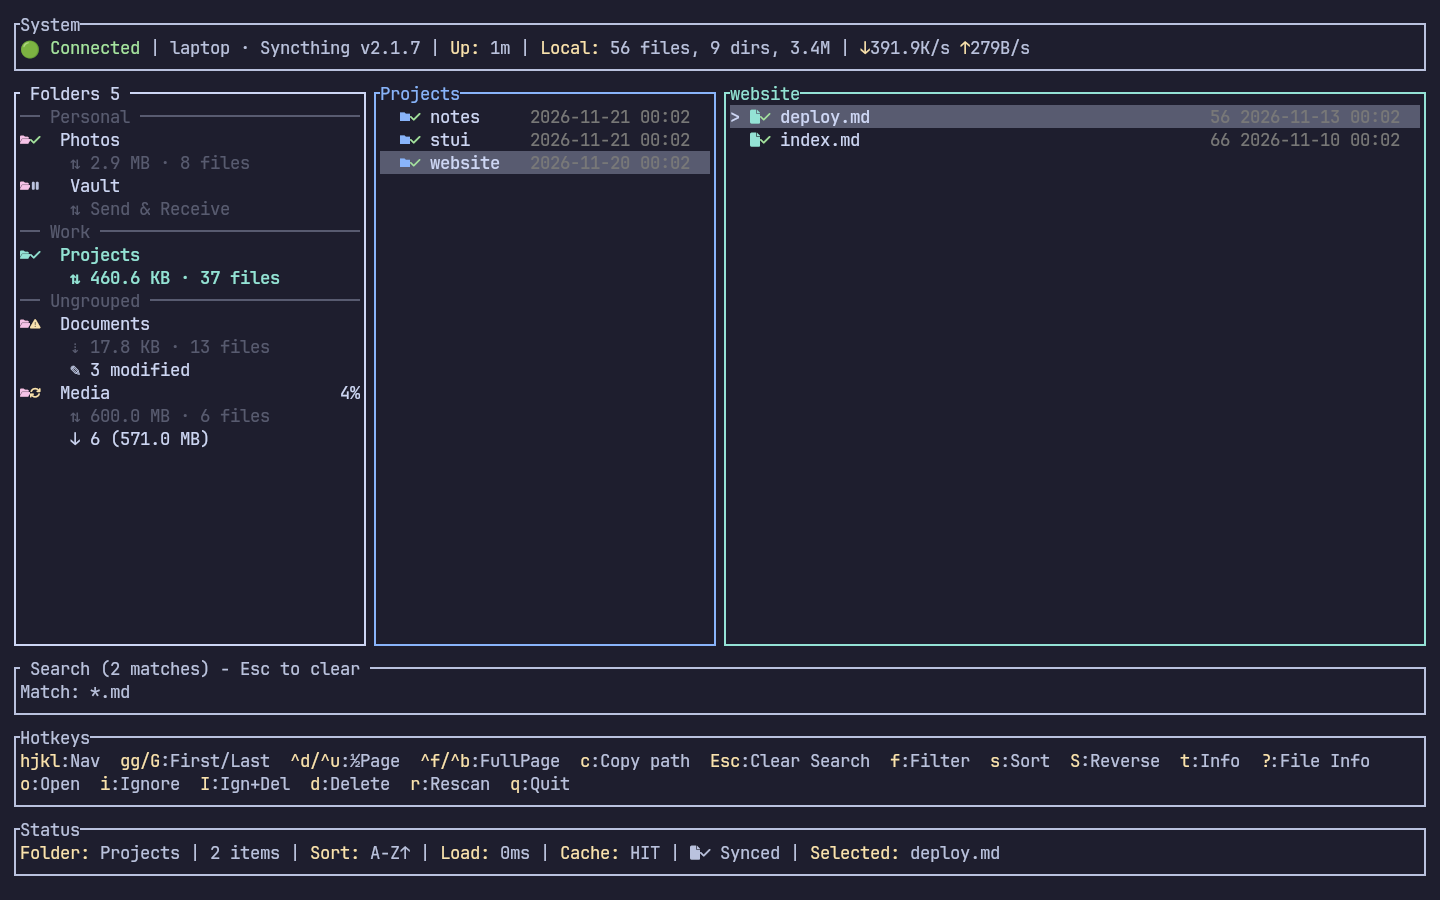 System
Connected | laptop · Syncthing v2.1.7 | Up: 1m | Local: 56 files, 9 dirs, 3.4M | ↓391.9K/s ↑279B/s
Folders 5
Personal
Photos
⇅ 2.9 MB · 8 files
Vault
⇅ Send & Receive
Work
Projects
⇅ 460.6 KB · 37 files
Ungrouped
Documents
⇣ 17.8 KB · 13 files
✎ 3 modified
Media 4%
⇅ 600.0 MB · 6 files
↓ 6 (571.0 MB)
Projects
notes 2026-11-21 00:02
stui 2026-11-21 00:02
website 2026-11-20 00:02
website
> deploy.md 56 2026-11-13 00:02
index.md 66 2026-11-10 00:02
Search (2 matches) - Esc to clear
Match: *.md
Hotkeys
hjkl:Nav gg/G:First/Last ^d/^u:½Page ^f/^b:FullPage c:Copy path Esc:Clear Search f:Filter s:Sort S:Reverse t:Info ?:File Info
o:Open i:Ignore I:Ign+Del d:Delete r:Rescan q:Quit
Status
Folder: Projects | 2 items | Sort: A-Z↑ | Load: 0ms | Cache: HIT | Synced | Selected: deploy.md